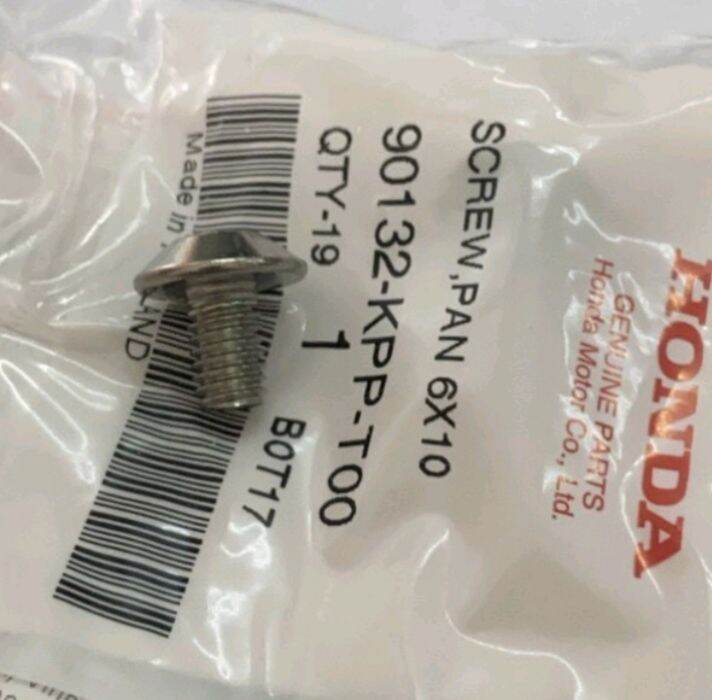 HONDA
GENUINE PARTS
Honda Motor Co., Ltd.
SCREW,PAN 6X10
90132-KPP-T00
QTY-19 1
B0T17
Made in